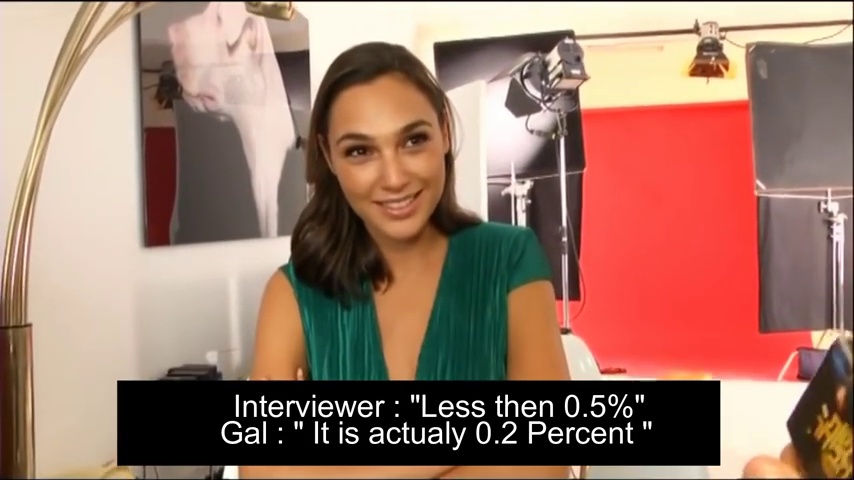 Interviewer : "Less then 0.5%"
Gal : " It is actualy 0.2 Percent "